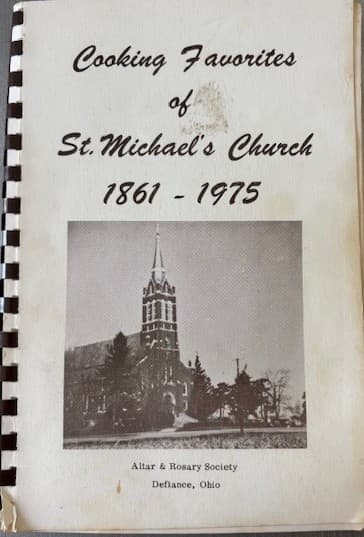 Cooking Favorites
of
St. Michael's Church
1861 - 1975
Altar & Rosary Society
Defiance, Ohio